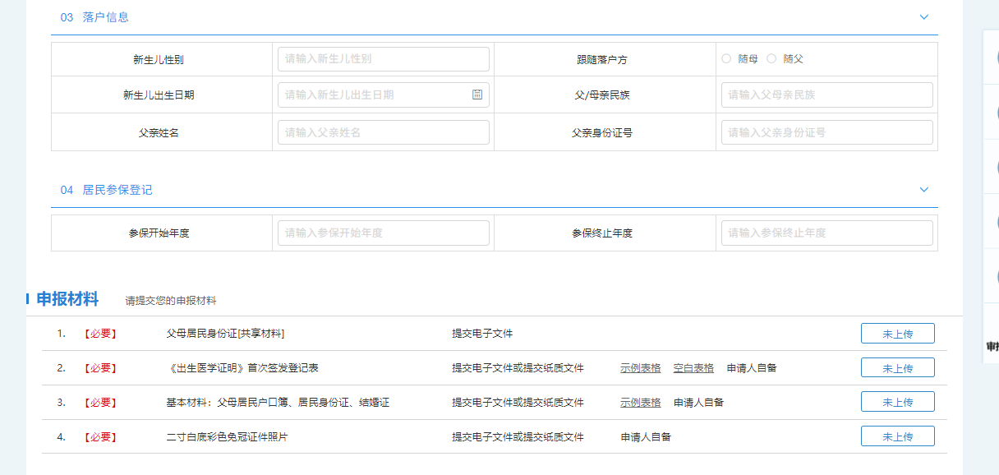 03 落户信息
新生儿性别 请输入新生儿性别 跟随落户方 随母 随父
新生儿出生日期 请输入新生儿出生日期 父/母亲民族 请输入父母亲民族
父亲姓名 请输入父亲姓名 父亲身份证号 请输入父亲身份证号
04 居民参保登记
参保开始年度 请输入参保开始年度 参保终止年度 请输入参保终止年度
申报材料 请提交您的申报材料
1. 【必要】 父母居民身份证[共享材料] 提交电子文件 未上传
2. 【必要】 《出生医学证明》首次签发登记表 提交电子文件或提交纸质文件 示例表格 空白表格 申请人自备 未上传
3. 【必要】 基本材料：父母居民户口簿、居民身份证、结婚证 提交电子文件或提交纸质文件 示例表格 申请人自备 未上传
4. 【必要】 二寸白底彩色免冠证件照片 提交电子文件或提交纸质文件 申请人自备 未上传